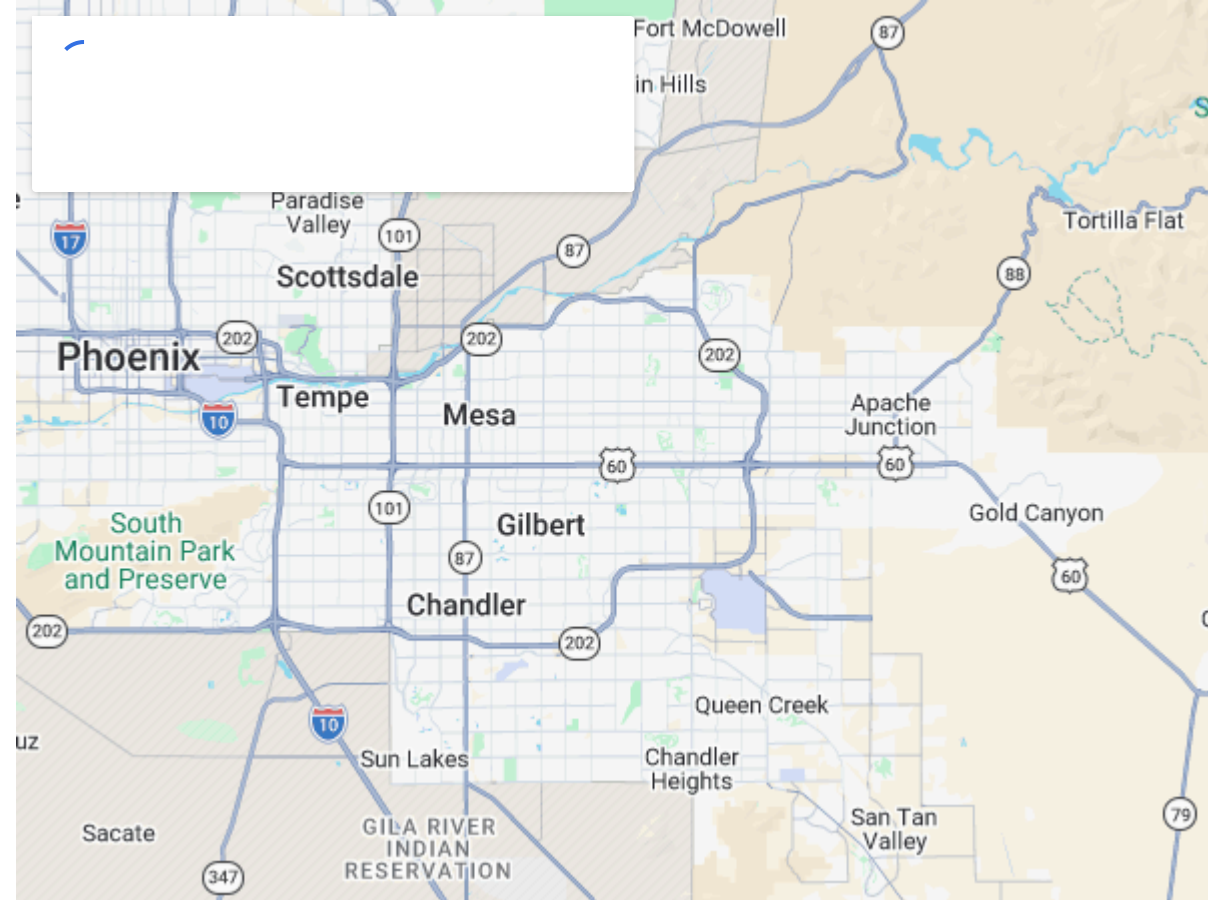 Fort McDowell
87
in Hills
Paradise
Valley
17
101
87
Tortilla Flat
Scottsdale
88
202
202
202
Phoenix
Tempe
Mesa
Apache
Junction
10
60
60
101
Gilbert
Gold Canyon
South
Mountain Park
and Preserve
87
60
Chandler
202
202
Queen Creek
10
uz
Sun Lakes
Chandler
Heights
Sacate
GILA RIVER
INDIAN
RESERVATION
San Tan
Valley
79
347